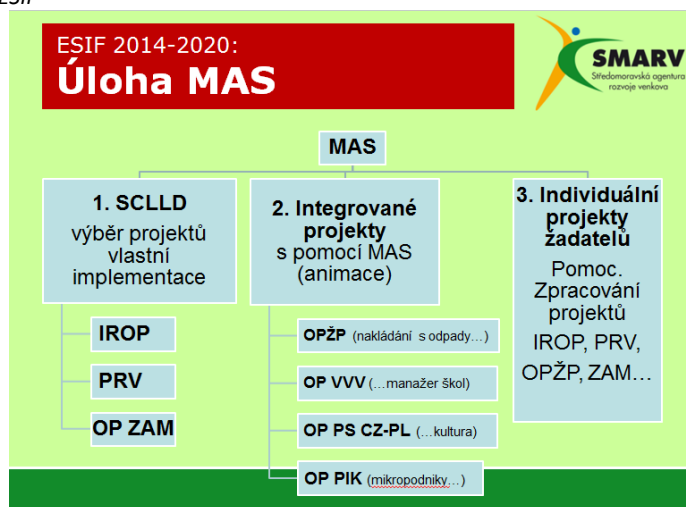 ESIF
ESIF 2014-2020:
Úloha MAS
SMARV
Středomoravská agentura
rozvoje venkova
MAS
1. SCLLD
výběr projektů
vlastní
implementace
IROP
PRV
OP ZAM
2. Integrované
projekty
s pomocí MAS
(animace)
OPŽP (nakládání s odpady...)
OP VVV (...manažer škol)
OP PS CZ-PL (...kultura)
OP PIK (mikropodniky...)
3. Individuální
projekty
žadatelů
Pomoc.
Zpracování
projektů
IROP, PRV,
OPŽP, ZAM...